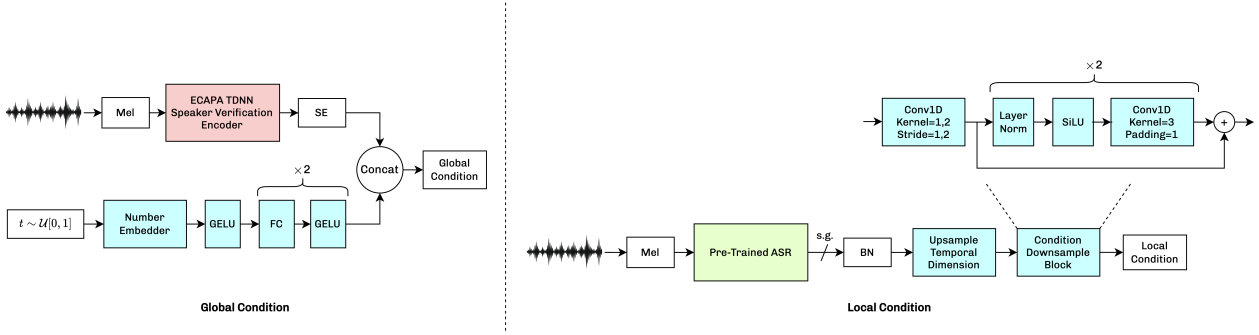 Mel
ECAPA TDNN
Speaker Verification
Encoder
SE
Concat
Global
Condition
×2
t ∼ 𝒰[0, 1]
Number
Embedder
GELU
FC
GELU
Global Condition
×2
Conv1D
Kernel=1,2
Stride=1,2
Layer
Norm
SiLU
Conv1D
Kernel=3
Padding=1
+
Mel
Pre-Trained ASR
s.g.
BN
Upsample
Temporal
Dimension
Condition
Downsample
Block
Local
Condition
Local Condition